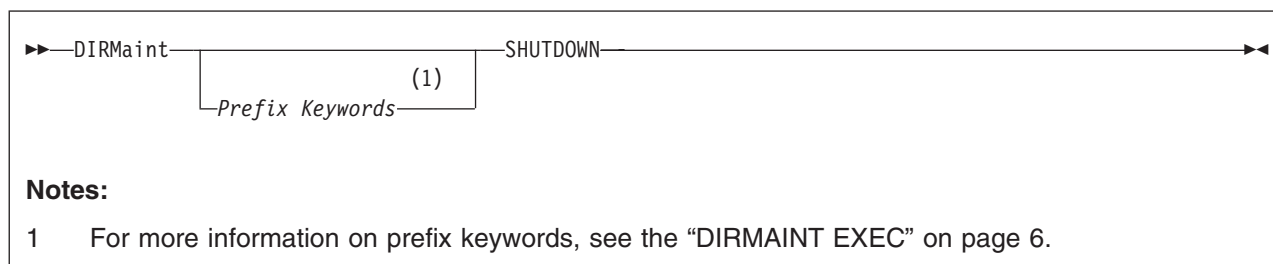 DIRMaint SHUTDOWN
(1)
Prefix Keywords
Notes:
1 For more information on prefix keywords, see the “DIRMAINT EXEC” on page 6.